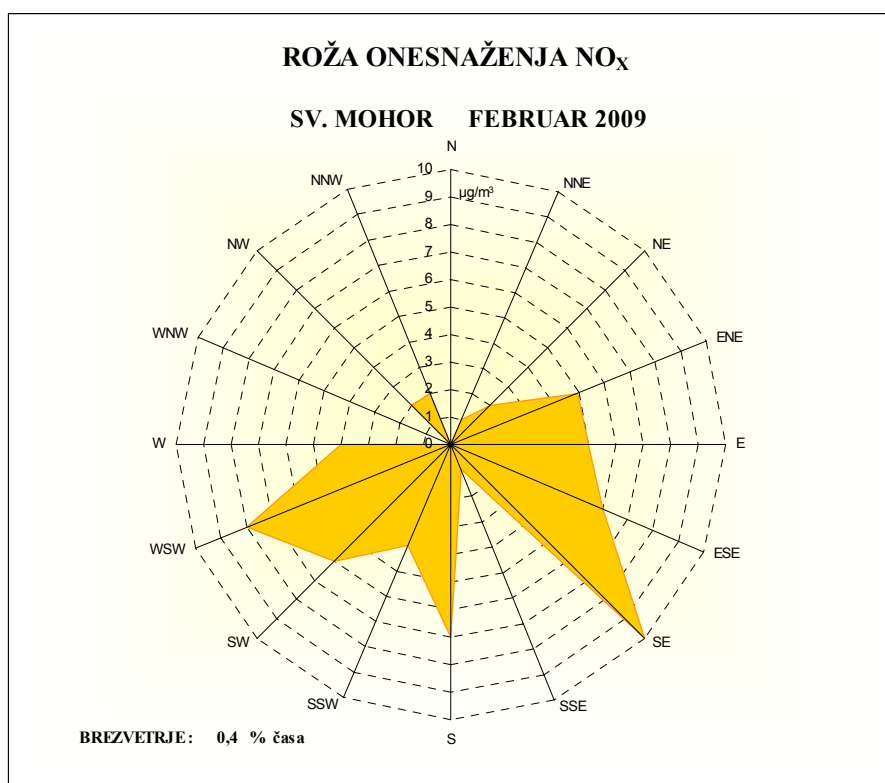 ROŽA ONESNAŽENJA NOX
SV. MOHOR FEBRUAR 2009
N
NNW
NNE
10
µg/m³
9
8
NW
NE
7
6
5
WNW
ENE
4
3
2
1
W
0
E
WSW
ESE
SW
SE
SSW
SSE
S
BREZVETRJE: 0,4 % časa